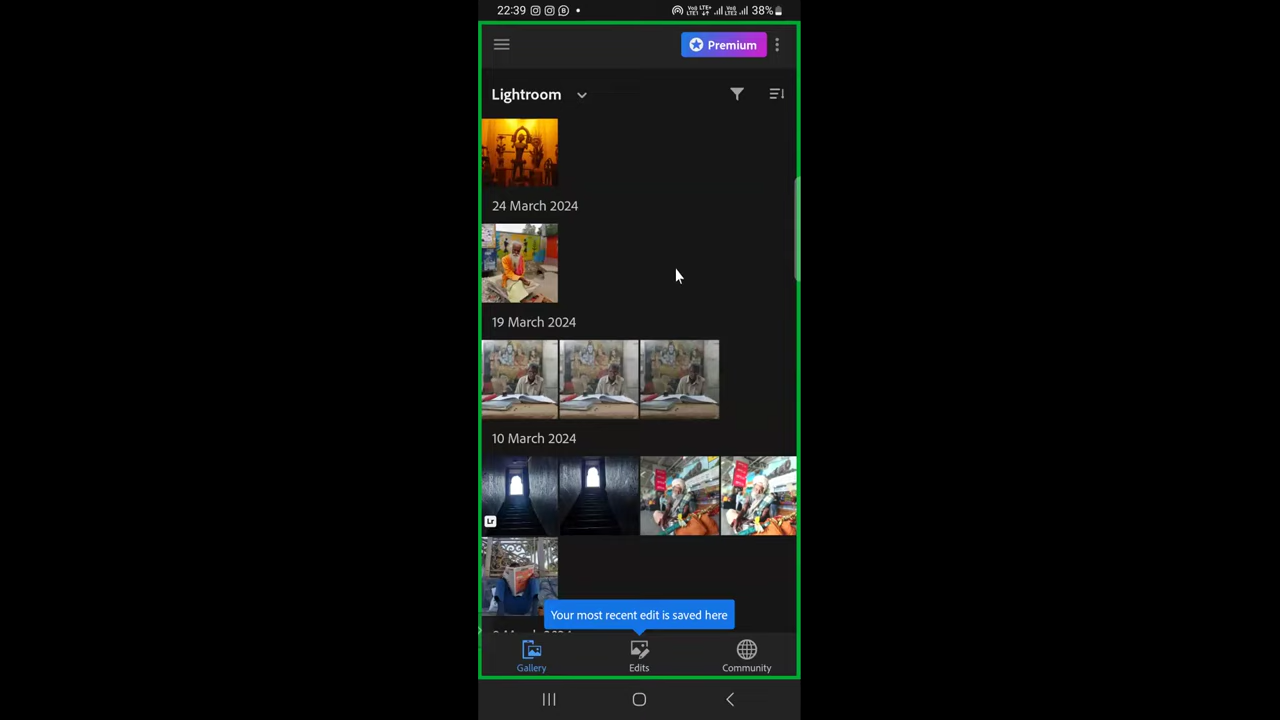 22:39
38%
Premium
Lightroom
24 March 2024
19 March 2024
10 March 2024
Lr
Your most recent edit is saved here
Gallery
Edits
Community